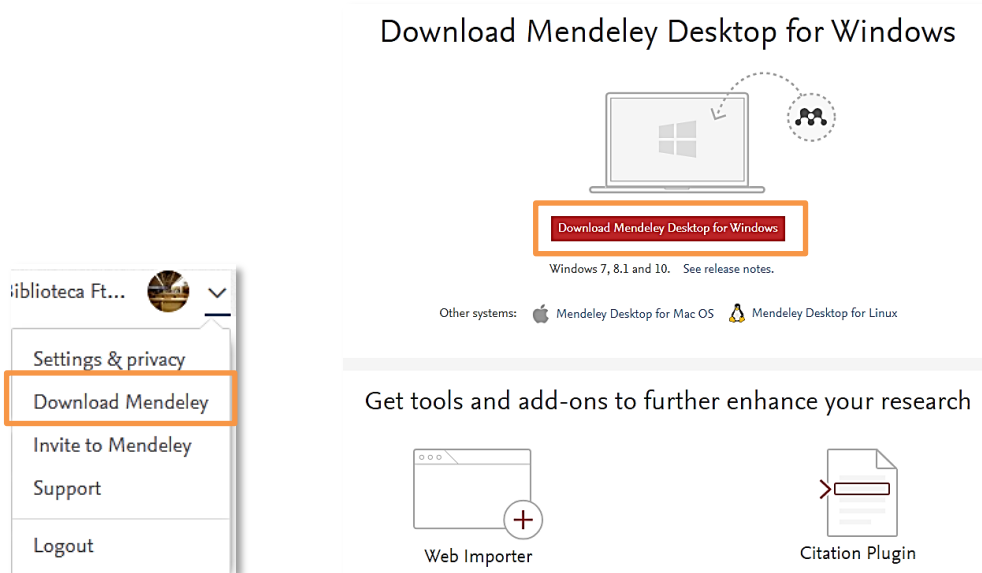 Biblioteca Ft...
Settings & privacy
Download Mendeley
Invite to Mendeley
Support
Logout
Download Mendeley Desktop for Windows
Download Mendeley Desktop for Windows
Windows 7, 8.1 and 10. See release notes.
Other systems: Mendeley Desktop for Mac OS Mendeley Desktop for Linux
Get tools and add-ons to further enhance your research
Web Importer
Citation Plugin